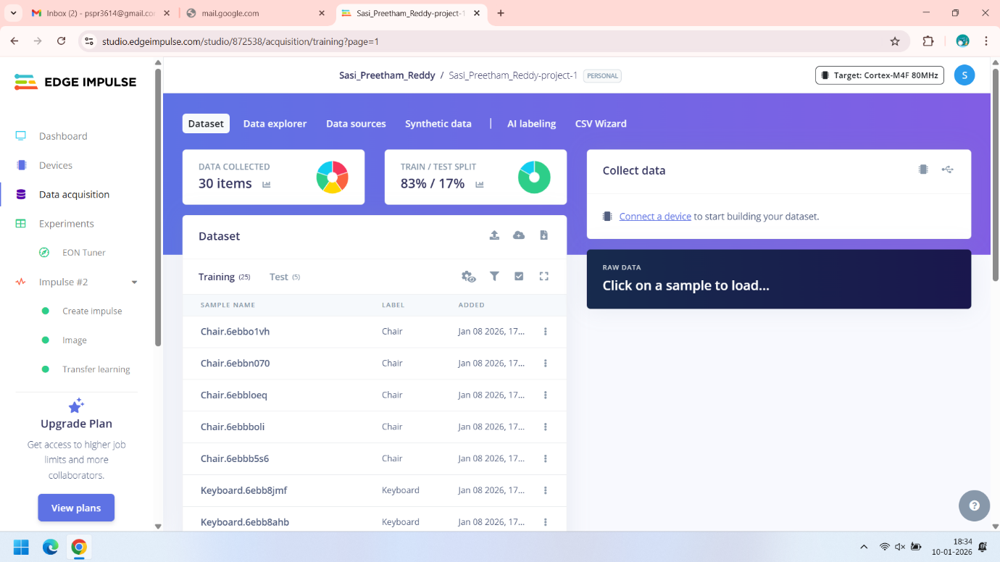 Inbox (2) - pspr3614@gmail.co
mail.google.com
Sasi_Preetham_Reddy-project-1
studio.edgeimpulse.com/studio/872538/acquisition/training?page=1
EDGE IMPULSE
Sasi_Preetham_Reddy / Sasi_Preetham_Reddy-project-1 PERSONAL
Target: Cortex-M4F 80MHz
S
Dashboard
Devices
Data acquisition
Experiments
EON Tuner
Impulse #2
Create impulse
Image
Transfer learning
Upgrade Plan
Get access to higher job
limits and more
collaborators.
View plans
Dataset Data explorer Data sources Synthetic data | AI labeling CSV Wizard
DATA COLLECTED
30 items
TRAIN / TEST SPLIT
83% / 17%
Collect data
Connect a device to start building your dataset.
RAW DATA
Click on a sample to load...
Dataset
Training (25) Test (5)
SAMPLE NAME LABEL ADDED
Chair.6ebbo1vh Chair Jan 08 2026, 17...
Chair.6ebbn070 Chair Jan 08 2026, 17...
Chair.6ebbloeq Chair Jan 08 2026, 17...
Chair.6ebbboli Chair Jan 08 2026, 17...
Chair.6ebbb5s6 Chair Jan 08 2026, 17...
Keyboard.6ebb8jmf Keyboard Jan 08 2026, 17...
Keyboard.6ebb8ahb Keyboard Jan 08 2026, 17...
18:34
10-01-2026